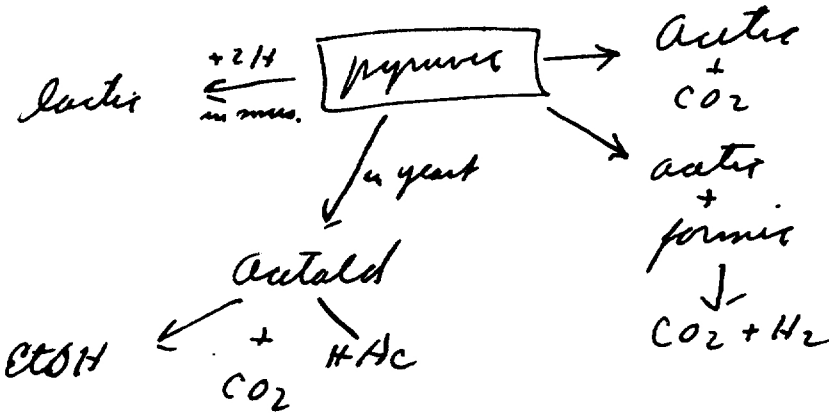 +2H pyruvic Acetic
lactic in mus. +
CO2
in yeast acetic
+
formic
Acetald
CO2 + H2
EtOH + HAc
CO2